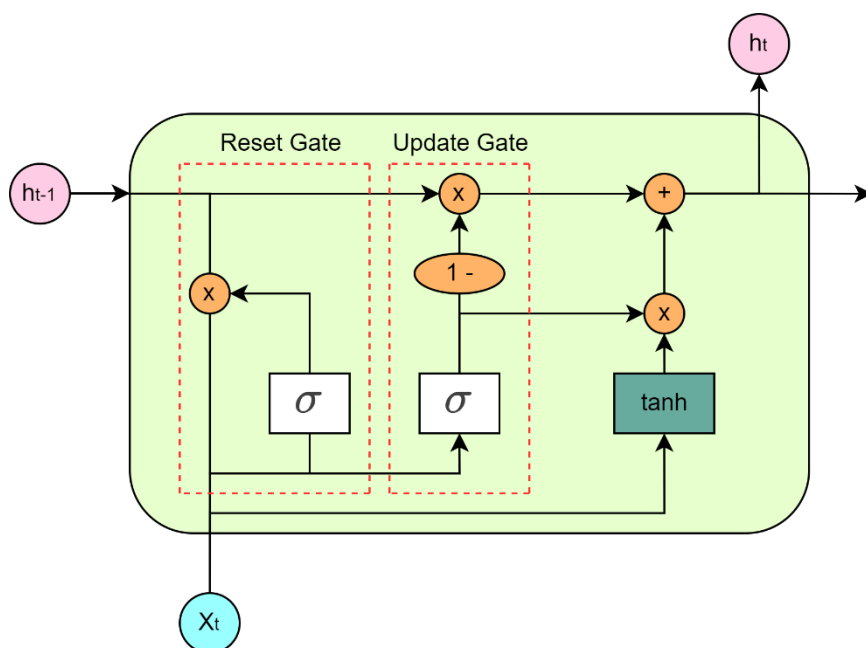 ht
Reset Gate
Update Gate
ht-1
x
+
1 -
x
x
σ
σ
tanh
Xt